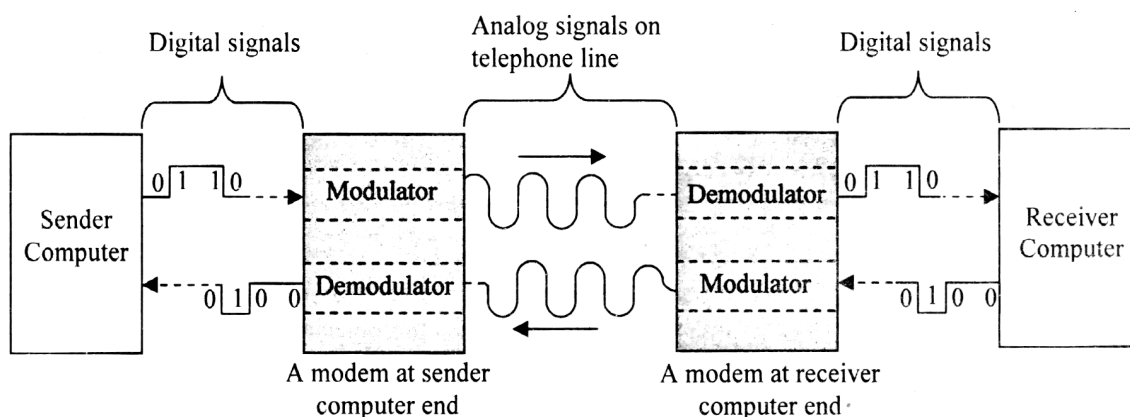 Digital signals
Analog signals on
telephone line
Digital signals
Sender
Computer
0 1 1 0
Modulator
Demodulator
0 1 0 0
Demodulator
Modulator
0 1 1 0
0 1 0 0
Receiver
Computer
A modem at sender
computer end
A modem at receiver
computer end